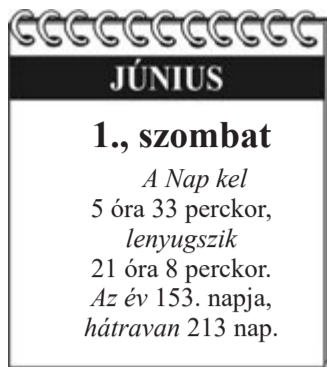 JÚNIUS
1., szombat
A Nap kel
5 óra 33 perckor,
lenyugszik
21 óra 8 perckor.
Az év 153. napja,
hátravan 213 nap.